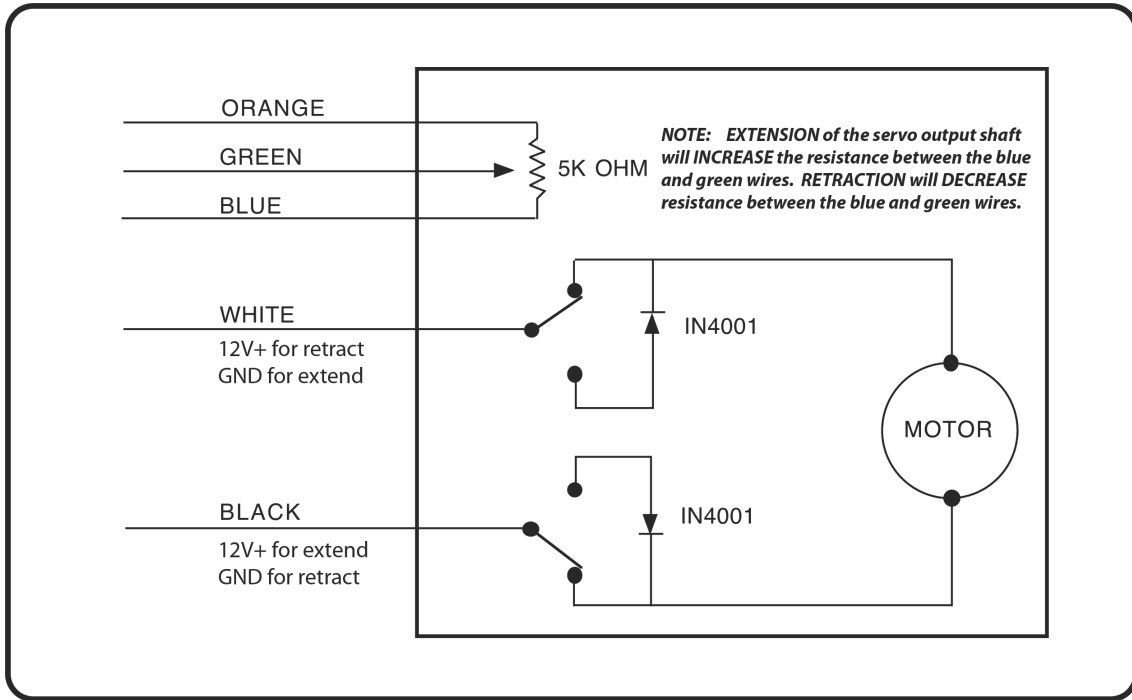 ORANGE
GREEN
BLUE
5K OHM
NOTE: EXTENSION of the servo output shaft
will INCREASE the resistance between the blue
and green wires. RETRACTION will DECREASE
resistance between the blue and green wires.
WHITE
12V+ for retract
GND for extend
IN4001
MOTOR
BLACK
12V+ for extend
GND for retract
IN4001